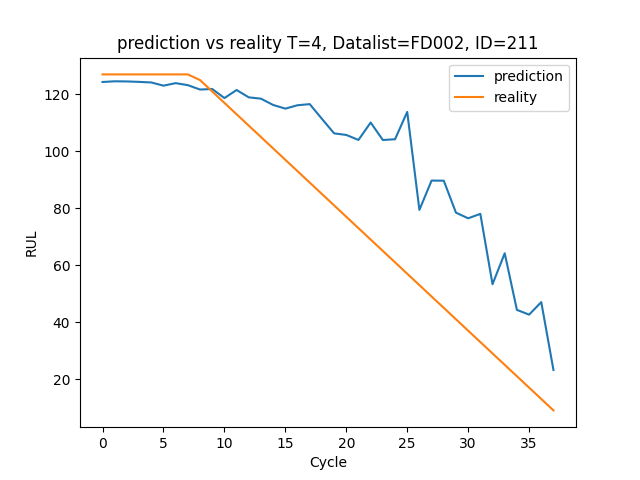 prediction vs reality T=4, Datalist=FD002, ID=211
prediction
reality
120
100
80
60
40
20
RUL
0 5 10 15 20 25 30 35
Cycle